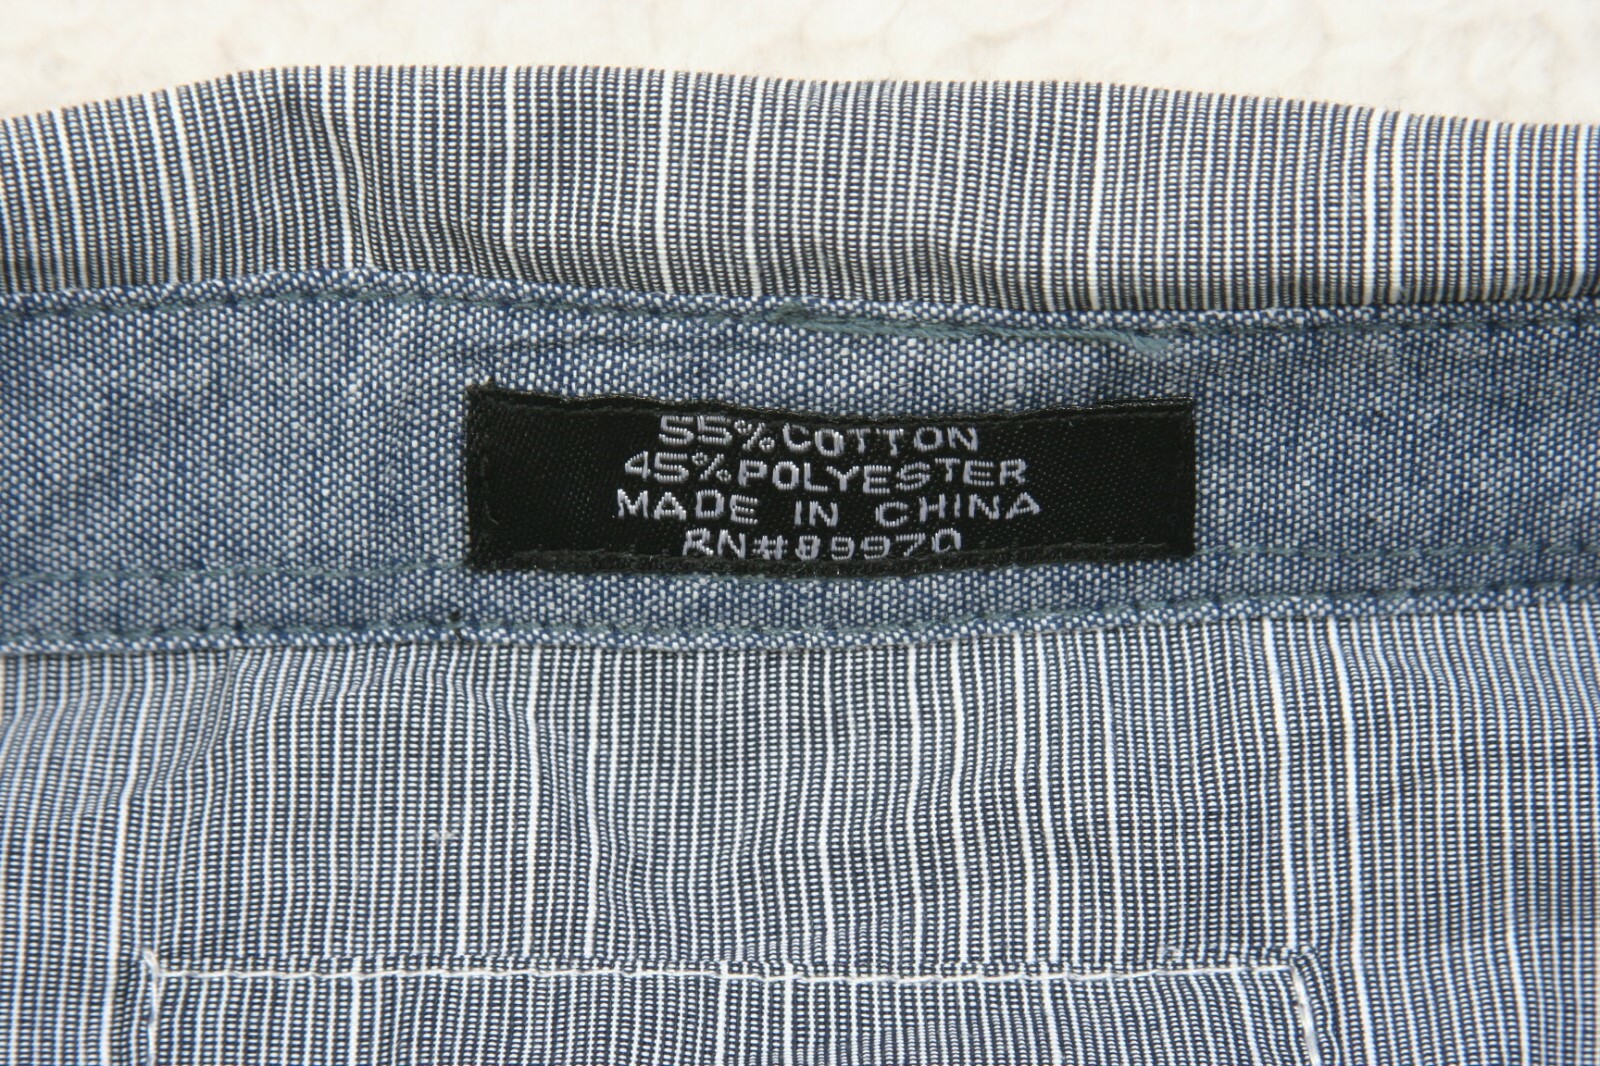 55% COTTON
45% POLYESTER
MADE IN CHINA
RN#89970